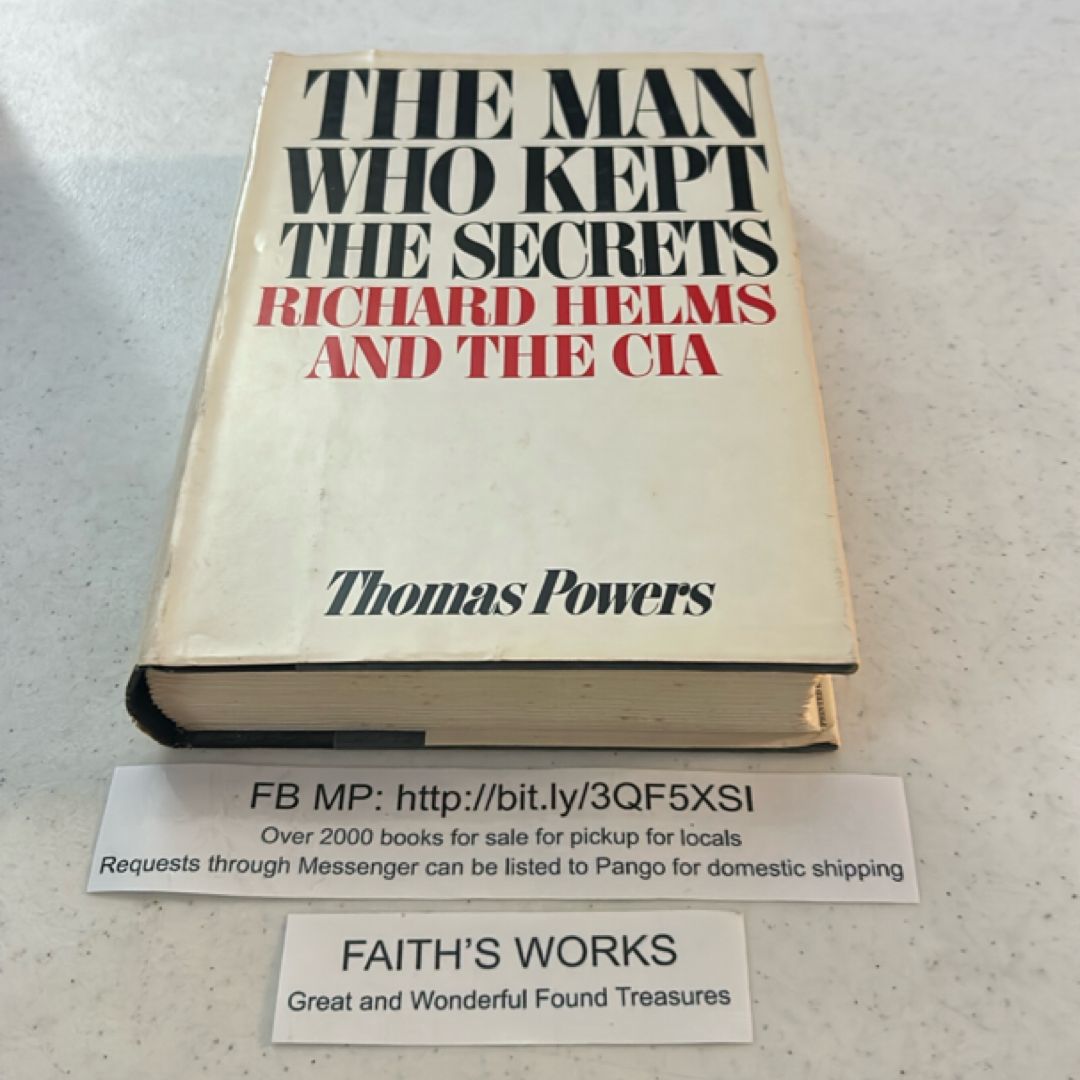 THE MAN
WHO KEPT
THE SECRETS
RICHARD HELMS
AND THE CIA
Thomas Powers
FB MP: http://bit.ly/3QF5XSI
Over 2000 books for sale for pickup for locals
Requests through Messenger can be listed to Pango for domestic shipping
FAITH'S WORKS
Great and Wonderful Found Treasures